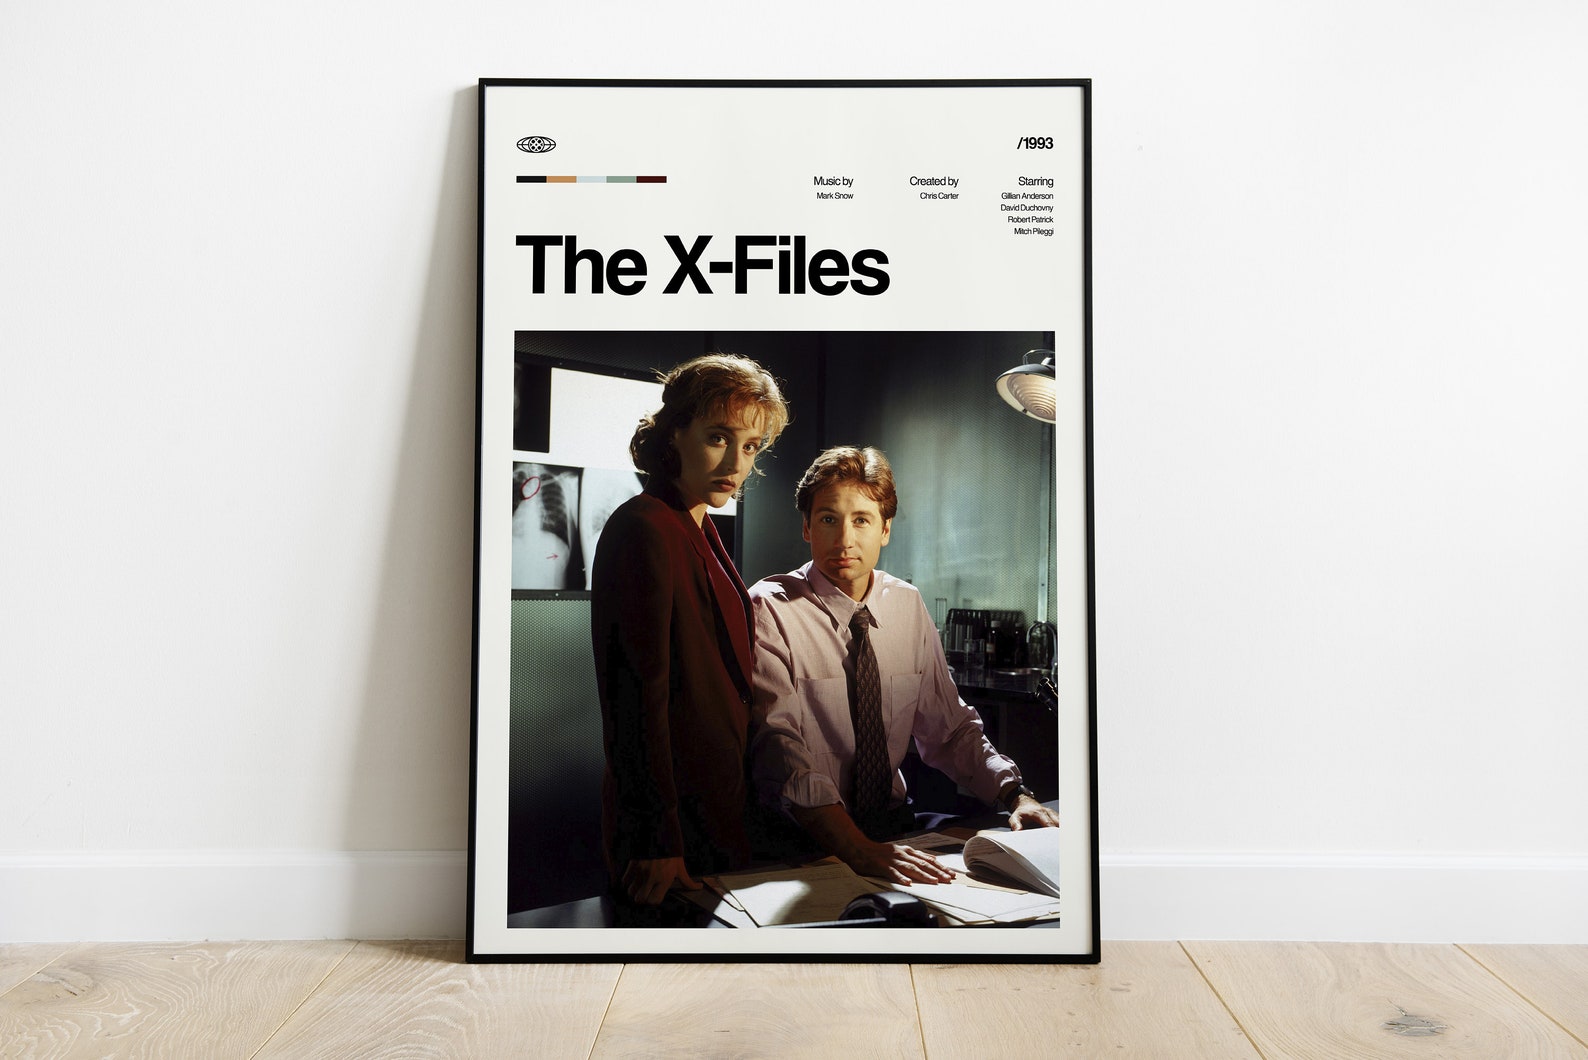 /1993
Music by
Mark Snow
Created by
Chris Carter
Starring
Gillian Anderson
David Duchovny
Robert Patrick
Mitch Pileggi
The X-Files